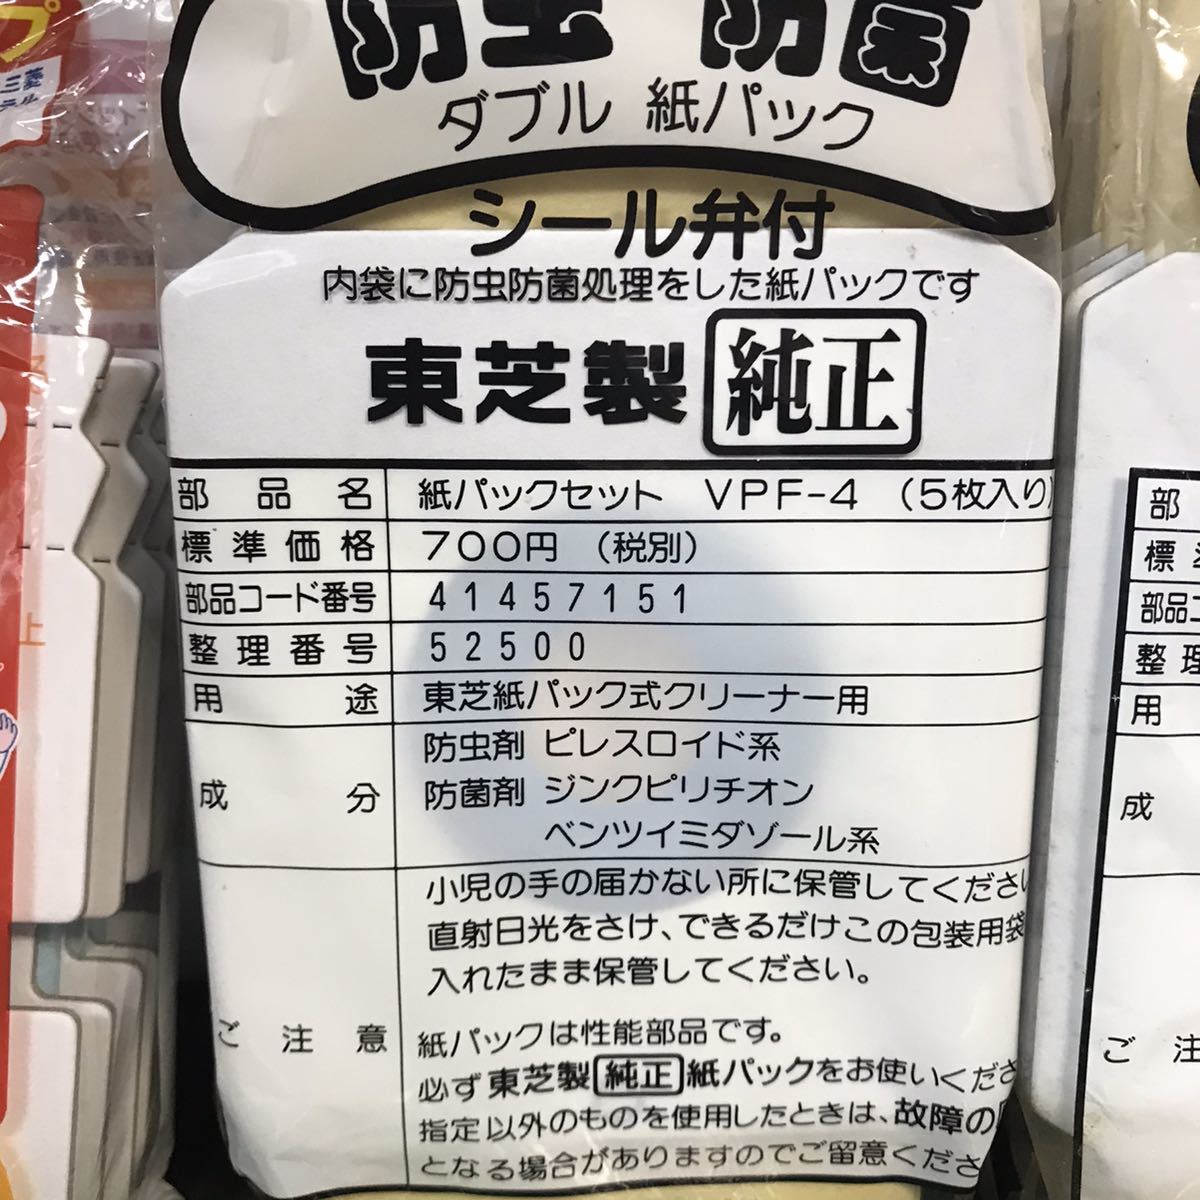 防虫 防菌
ダブル 紙パック
シール弁付
内袋に防虫防菌処理をした紙パックです
東芝製 純正
部品名 紙パックセット VPF-4 (5枚入り)
標準価格 700円 (税別)
部品コード番号 41457151
整理番号 52500
用途 東芝紙パック式クリーナー用
成分 防虫剤 ピレスロイド系
防菌剤 ジンクピリチオン
ベンツイミダゾール系
ご注意
小児の手の届かない所に保管してください
直射日光をさけ、できるだけこの包装用袋
入れたまま保管してください。
紙パックは性能部品です。
必ず東芝製純正紙パックをお使いくださ
指定以外のものを使用したときは、故障の
となる場合がありますのでご留意くださ
部
標
部品コ
整理
用
成
ご注
三菱
上